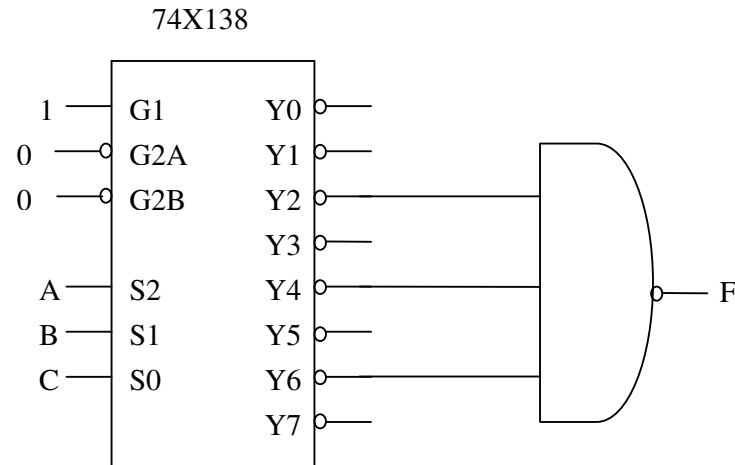 74X138
1 G1 Y0
0 G2A Y1
0 G2B Y2
Y3
A S2 Y4 F
B S1 Y5
C S0 Y6
Y7